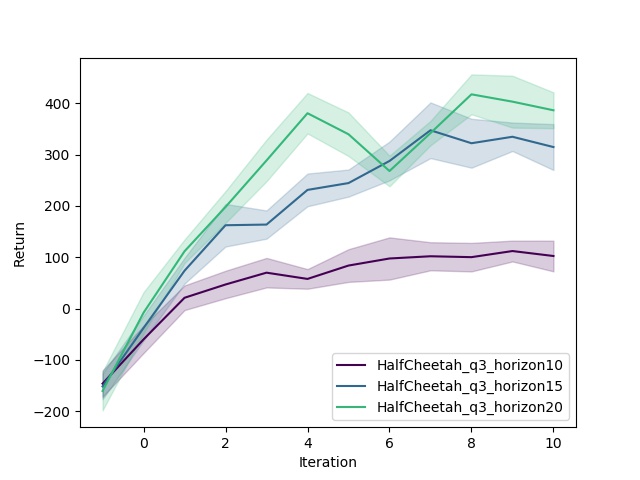 400
300
200
100
0
−100
−200
Return
0 2 4 6 8 10
Iteration
HalfCheetah_q3_horizon10
HalfCheetah_q3_horizon15
HalfCheetah_q3_horizon20